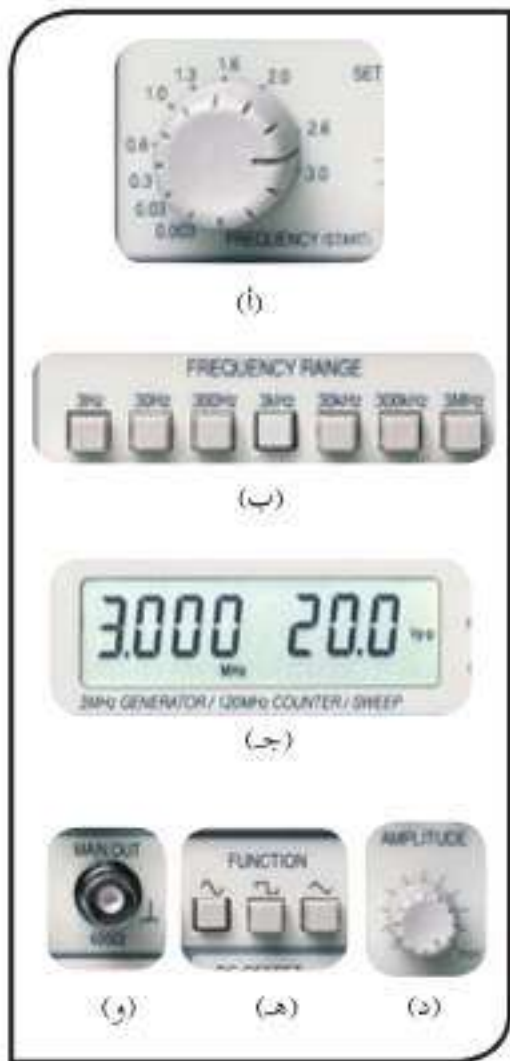 1.6
1.3 2.0
1.0 SET
0.6 2.6
0.3 3.0
0.03
0.003 FREQUENCY (START)
(أ)
FREQUENCY RANGE
3Hz 30Hz 300Hz 3kHz 30kHz 300kHz 3MHz
(ب)
3.000 20.0 Vp-p
MHz
3MHz GENERATOR / 120MHz COUNTER / SWEEP
(جـ)
MAIN OUT
(و)
FUNCTION
(هـ)
AMPLITUDE
(د)